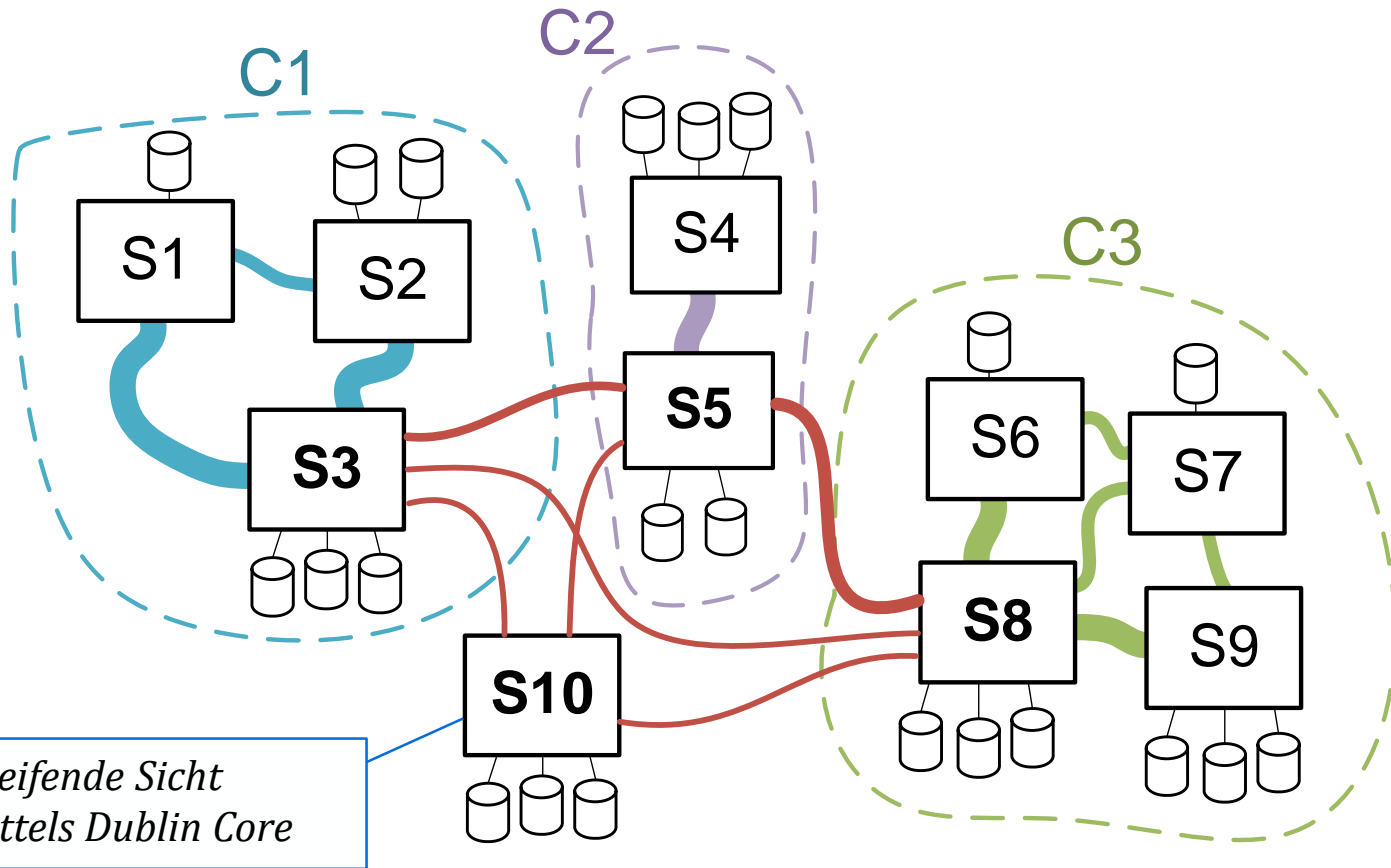 C2
C1
S4
S1
S2
C3
S5
S6
S7
S3
S8
S9
S10
eifende Sicht
ttels Dublin Core